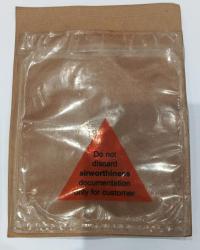 Do not
discard
airworthiness
documentation
only for customer